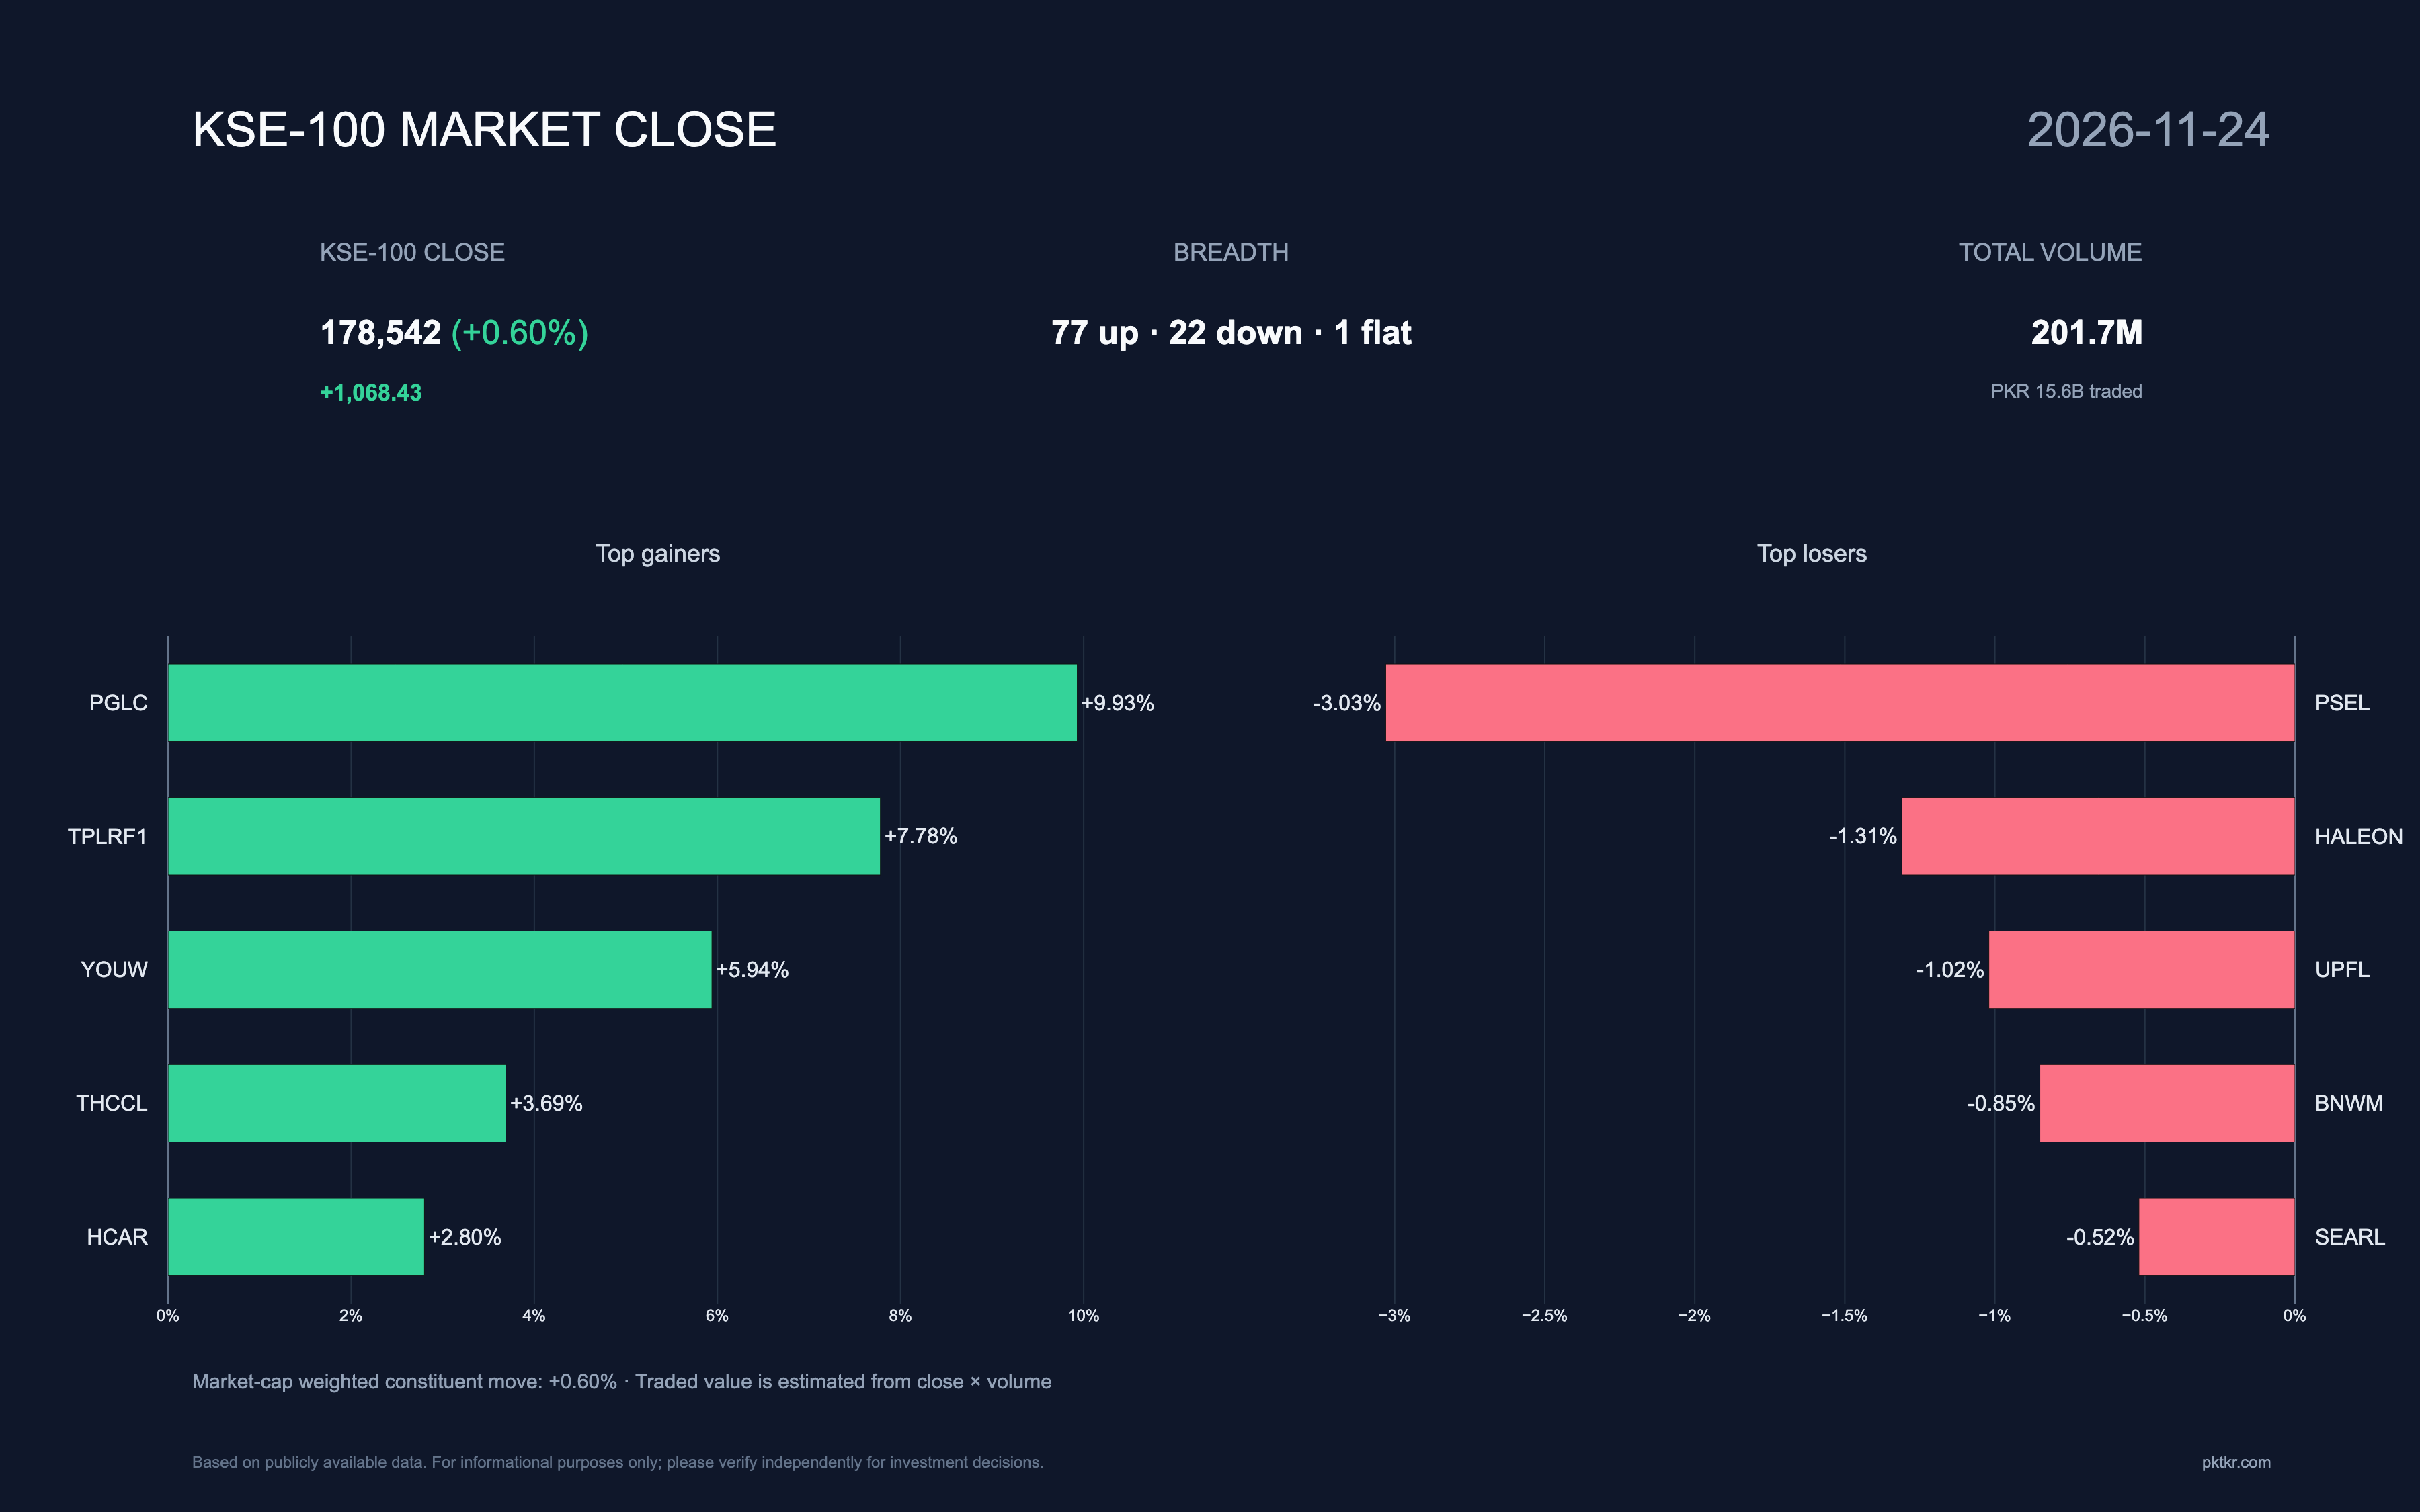 KSE-100 MARKET CLOSE
2026-11-24
KSE-100 CLOSE
178,542 (+0.60%)
+1,068.43
BREADTH
77 up · 22 down · 1 flat
TOTAL VOLUME
201.7M
PKR 15.6B traded
Top gainers
PGLC +9.93%
TPLRF1 +7.78%
YOUW +5.94%
THCCL +3.69%
HCAR +2.80%
0% 2% 4% 6% 8% 10%
Top losers
-3.03% PSEL
-1.31% HALEON
-1.02% UPFL
-0.85% BNWM
-0.52% SEARL
−3% −2.5% −2% −1.5% −1% −0.5% 0%
Market-cap weighted constituent move: +0.60% · Traded value is estimated from close × volume
Based on publicly available data. For informational purposes only; please verify independently for investment decisions.
pktkr.com